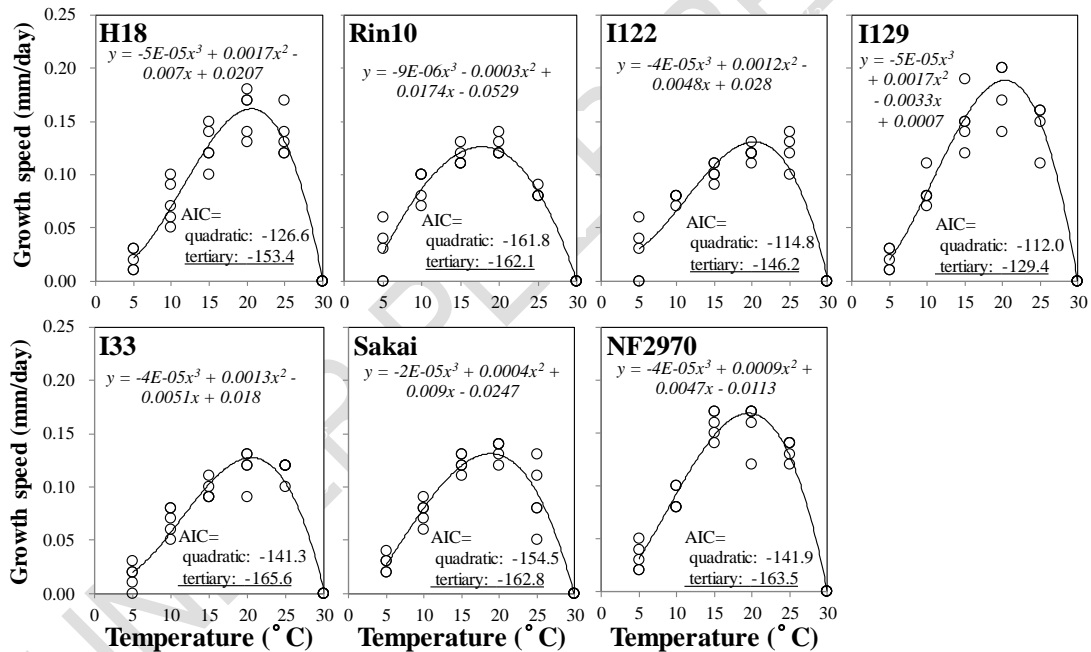 H18
y = -5E-05x³ + 0.0017x² -
0.007x + 0.0207
AIC=
quadratic: -126.6
tertiary: -153.4
Rin10
y = -9E-06x³ - 0.0003x² +
0.0174x - 0.0529
AIC=
quadratic: -161.8
tertiary: -162.1
I122
y = -4E-05x³ + 0.0012x² -
0.0048x + 0.028
AIC=
quadratic: -114.8
tertiary: -146.2
I129
y = -5E-05x³
+ 0.0017x²
- 0.0033x
+ 0.0007
AIC=
quadratic: -112.0
tertiary: -129.4
Growth speed (mm/day)
0.25
0.20
0.15
0.10
0.05
0.00
0 5 10 15 20 25 30
0 5 10 15 20 25 30
0 5 10 15 20 25 30
0 5 10 15 20 25 30
I33
y = -4E-05x³ + 0.0013x² -
0.0051x + 0.018
AIC=
quadratic: -141.3
tertiary: -165.6
Sakai
y = -2E-05x³ + 0.0004x² +
0.009x - 0.0247
AIC=
quadratic: -154.5
tertiary: -162.8
NF2970
y = -4E-05x³ + 0.0009x² +
0.0047x - 0.0113
AIC=
quadratic: -141.9
tertiary: -163.5
Growth speed (mm/day)
0.25
0.20
0.15
0.10
0.05
0.00
0 5 10 15 20 25 30
0 5 10 15 20 25 30
0 5 10 15 20 25 30
Temperature (°C)
Temperature (°C)
Temperature (°C)